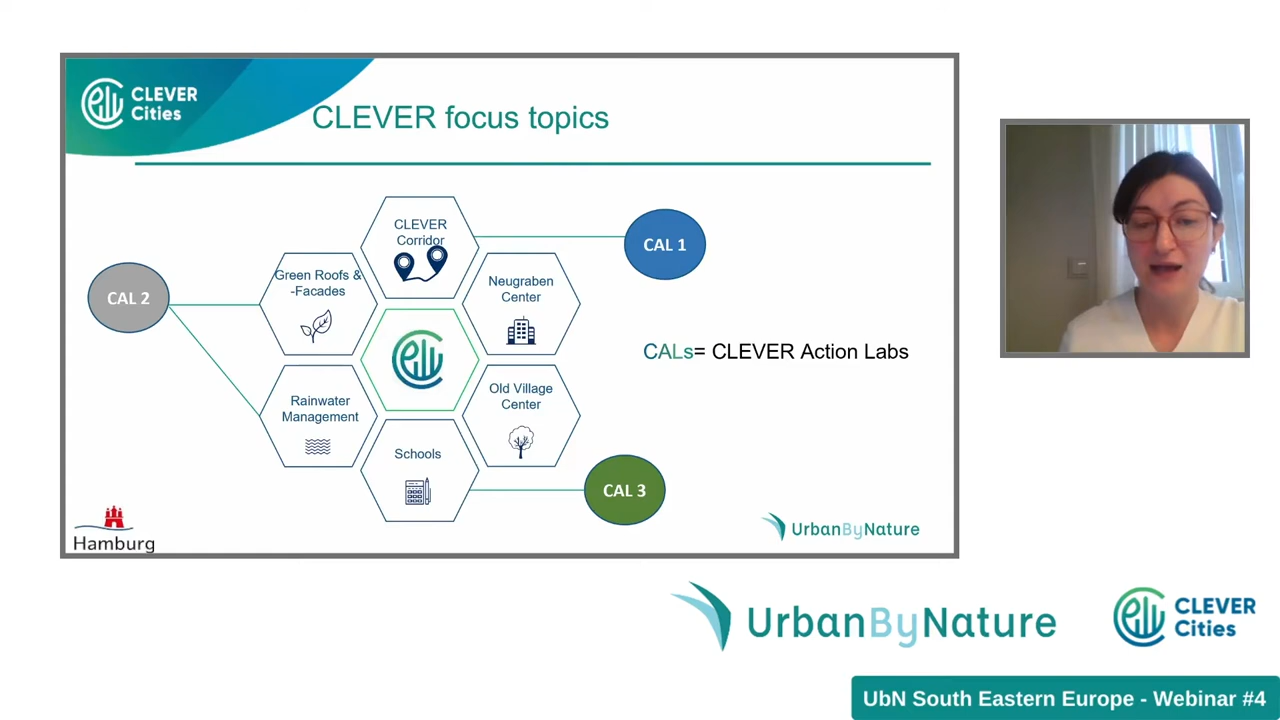 CLEVER
Cities
CLEVER focus topics
CLEVER
Corridor
CAL 1
Green Roofs &
-Facades
Neugraben
Center
CAL 2
CALs= CLEVER Action Labs
Rainwater
Management
Old Village
Center
Schools
CAL 3
Hamburg
UrbanByNature
UrbanByNature
CLEVER
Cities
UbN South Eastern Europe - Webinar #4